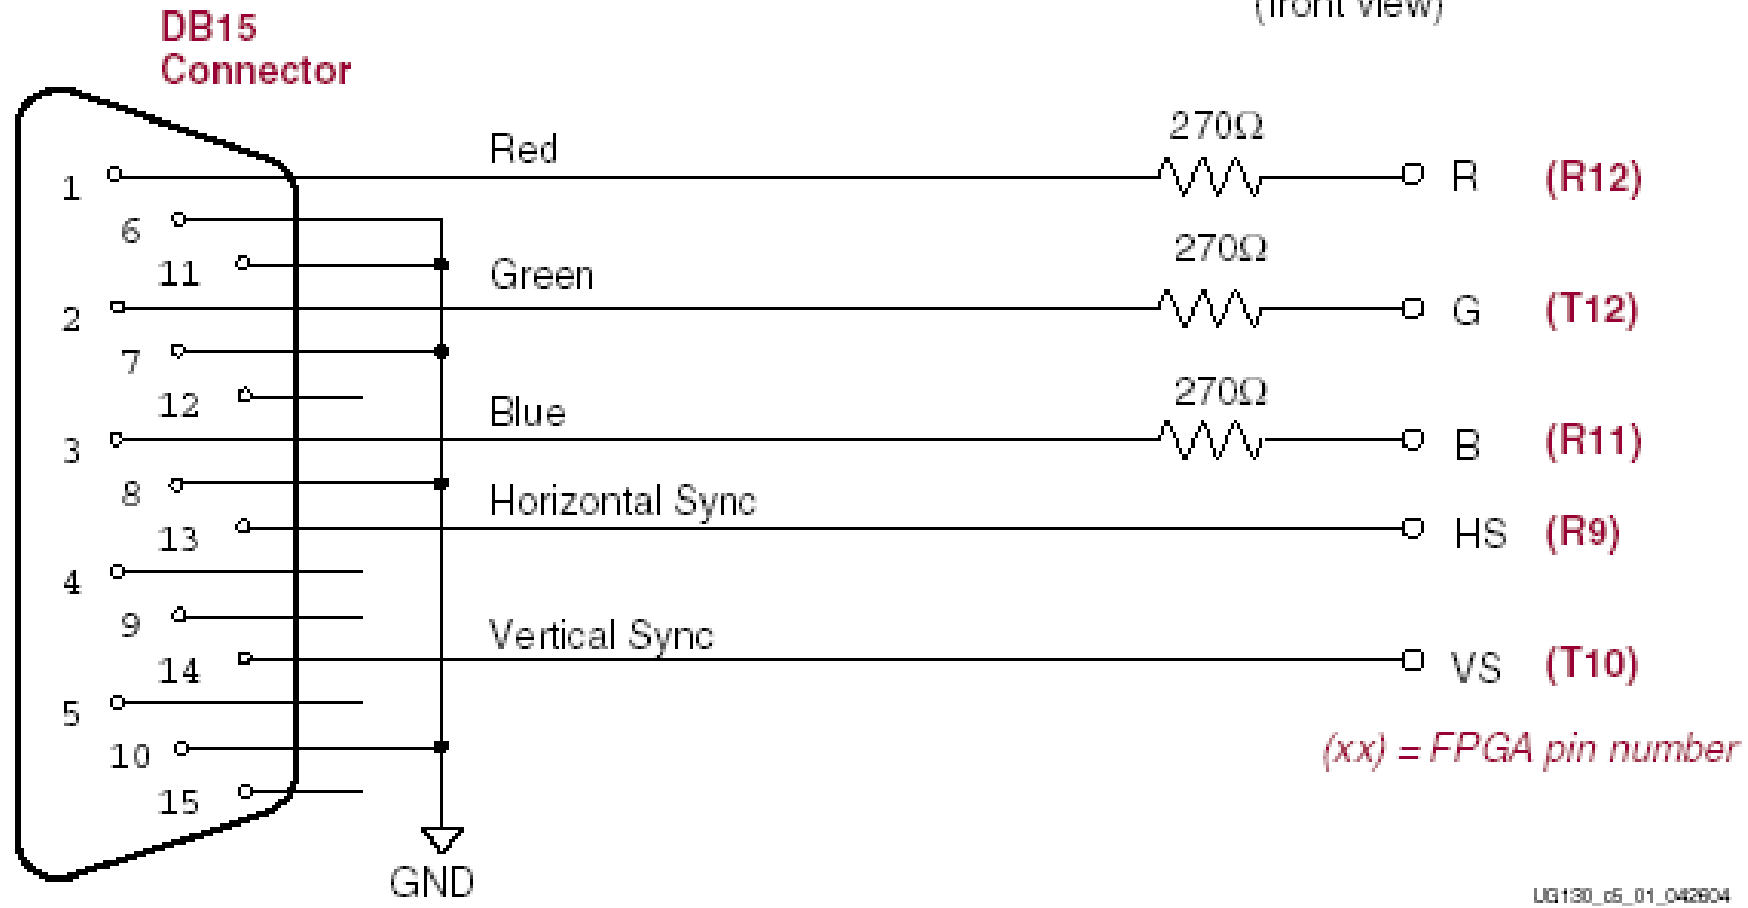 (front view)
DB15
Connector
270Ω
Red
1
R (R12)
6
270Ω
11
Green
2
G (T12)
7
270Ω
12
Blue
3
B (R11)
8
Horizontal Sync
13
HS (R9)
4
9
Vertical Sync
14
VS (T10)
5
10
(xx) = FPGA pin number
15
GND
UG130_c5_01_042604